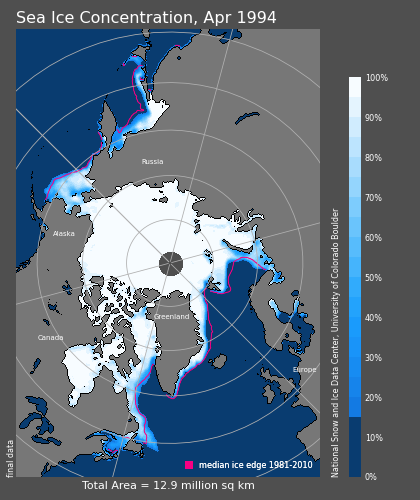 Sea Ice Concentration, Apr 1994
Russia
Alaska
Canada
Greenland
Europe
median ice edge 1981-2010
final data
Total Area = 12.9 million sq km
National Snow and Ice Data Center, University of Colorado Boulder
100%
90%
80%
70%
60%
50%
40%
30%
20%
10%
0%